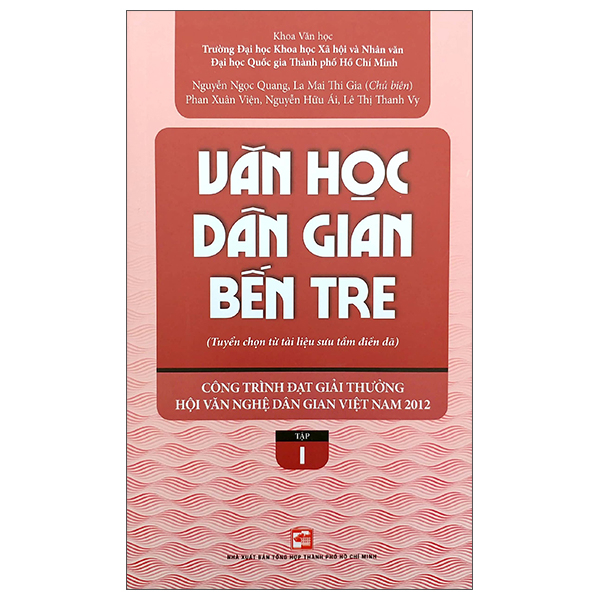 Khoa Văn học
Trường Đại học Khoa học Xã hội và Nhân văn
Đại học Quốc gia Thành phố Hồ Chí Minh
Nguyễn Ngọc Quang, La Mai Thi Gia (Chủ biên)
Phan Xuân Viện, Nguyễn Hữu Ái, Lê Thị Thanh Vy
VĂN HỌC
DÂN GIAN
BẾN TRE
(Tuyển chọn từ tài liệu sưu tầm điền dã)
CÔNG TRÌNH ĐẠT GIẢI THƯỞNG
HỘI VĂN NGHỆ DÂN GIAN VIỆT NAM 2012
TẬP
I
NHÀ XUẤT BẢN TỔNG HỢP THÀNH PHỐ HỒ CHÍ MINH